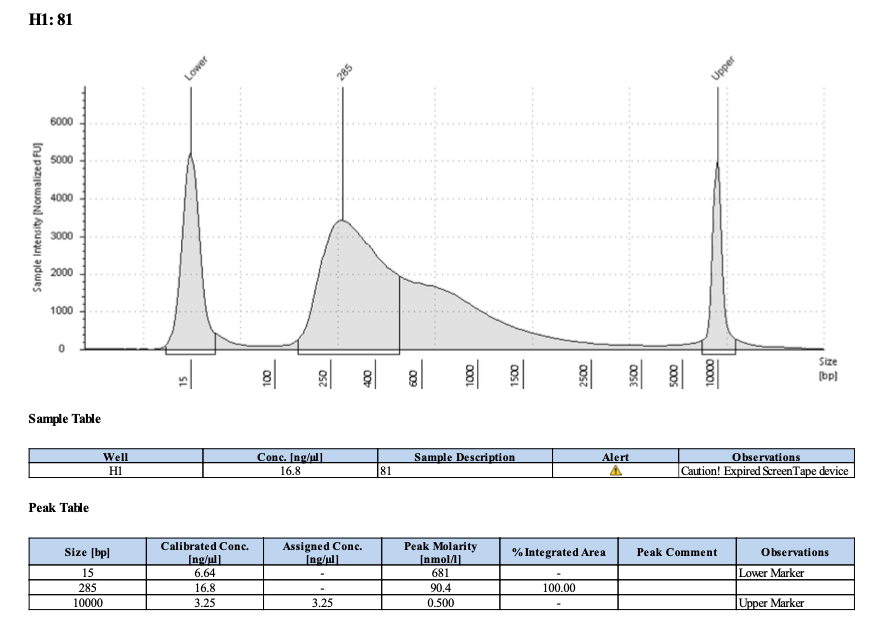 H1: 81
Lower
285
Upper
Sample Intensity [Normalized FU]
6000
5000
4000
3000
2000
1000
0
15
100
250
400
600
1000
1500
2500
3500
5000
10000
Size
[bp]
Sample Table
Well Conc. [ng/µl] Sample Description Alert Observations
H1 16.8 81 Caution! Expired ScreenTape device
Peak Table
Size [bp] Calibrated Conc. [ng/µl] Assigned Conc. [ng/µl] Peak Molarity [nmol/l] % Integrated Area Peak Comment Observations
15 6.64 - 681 - Lower Marker
285 16.8 - 90.4 100.00
10000 3.25 3.25 0.500 - Upper Marker